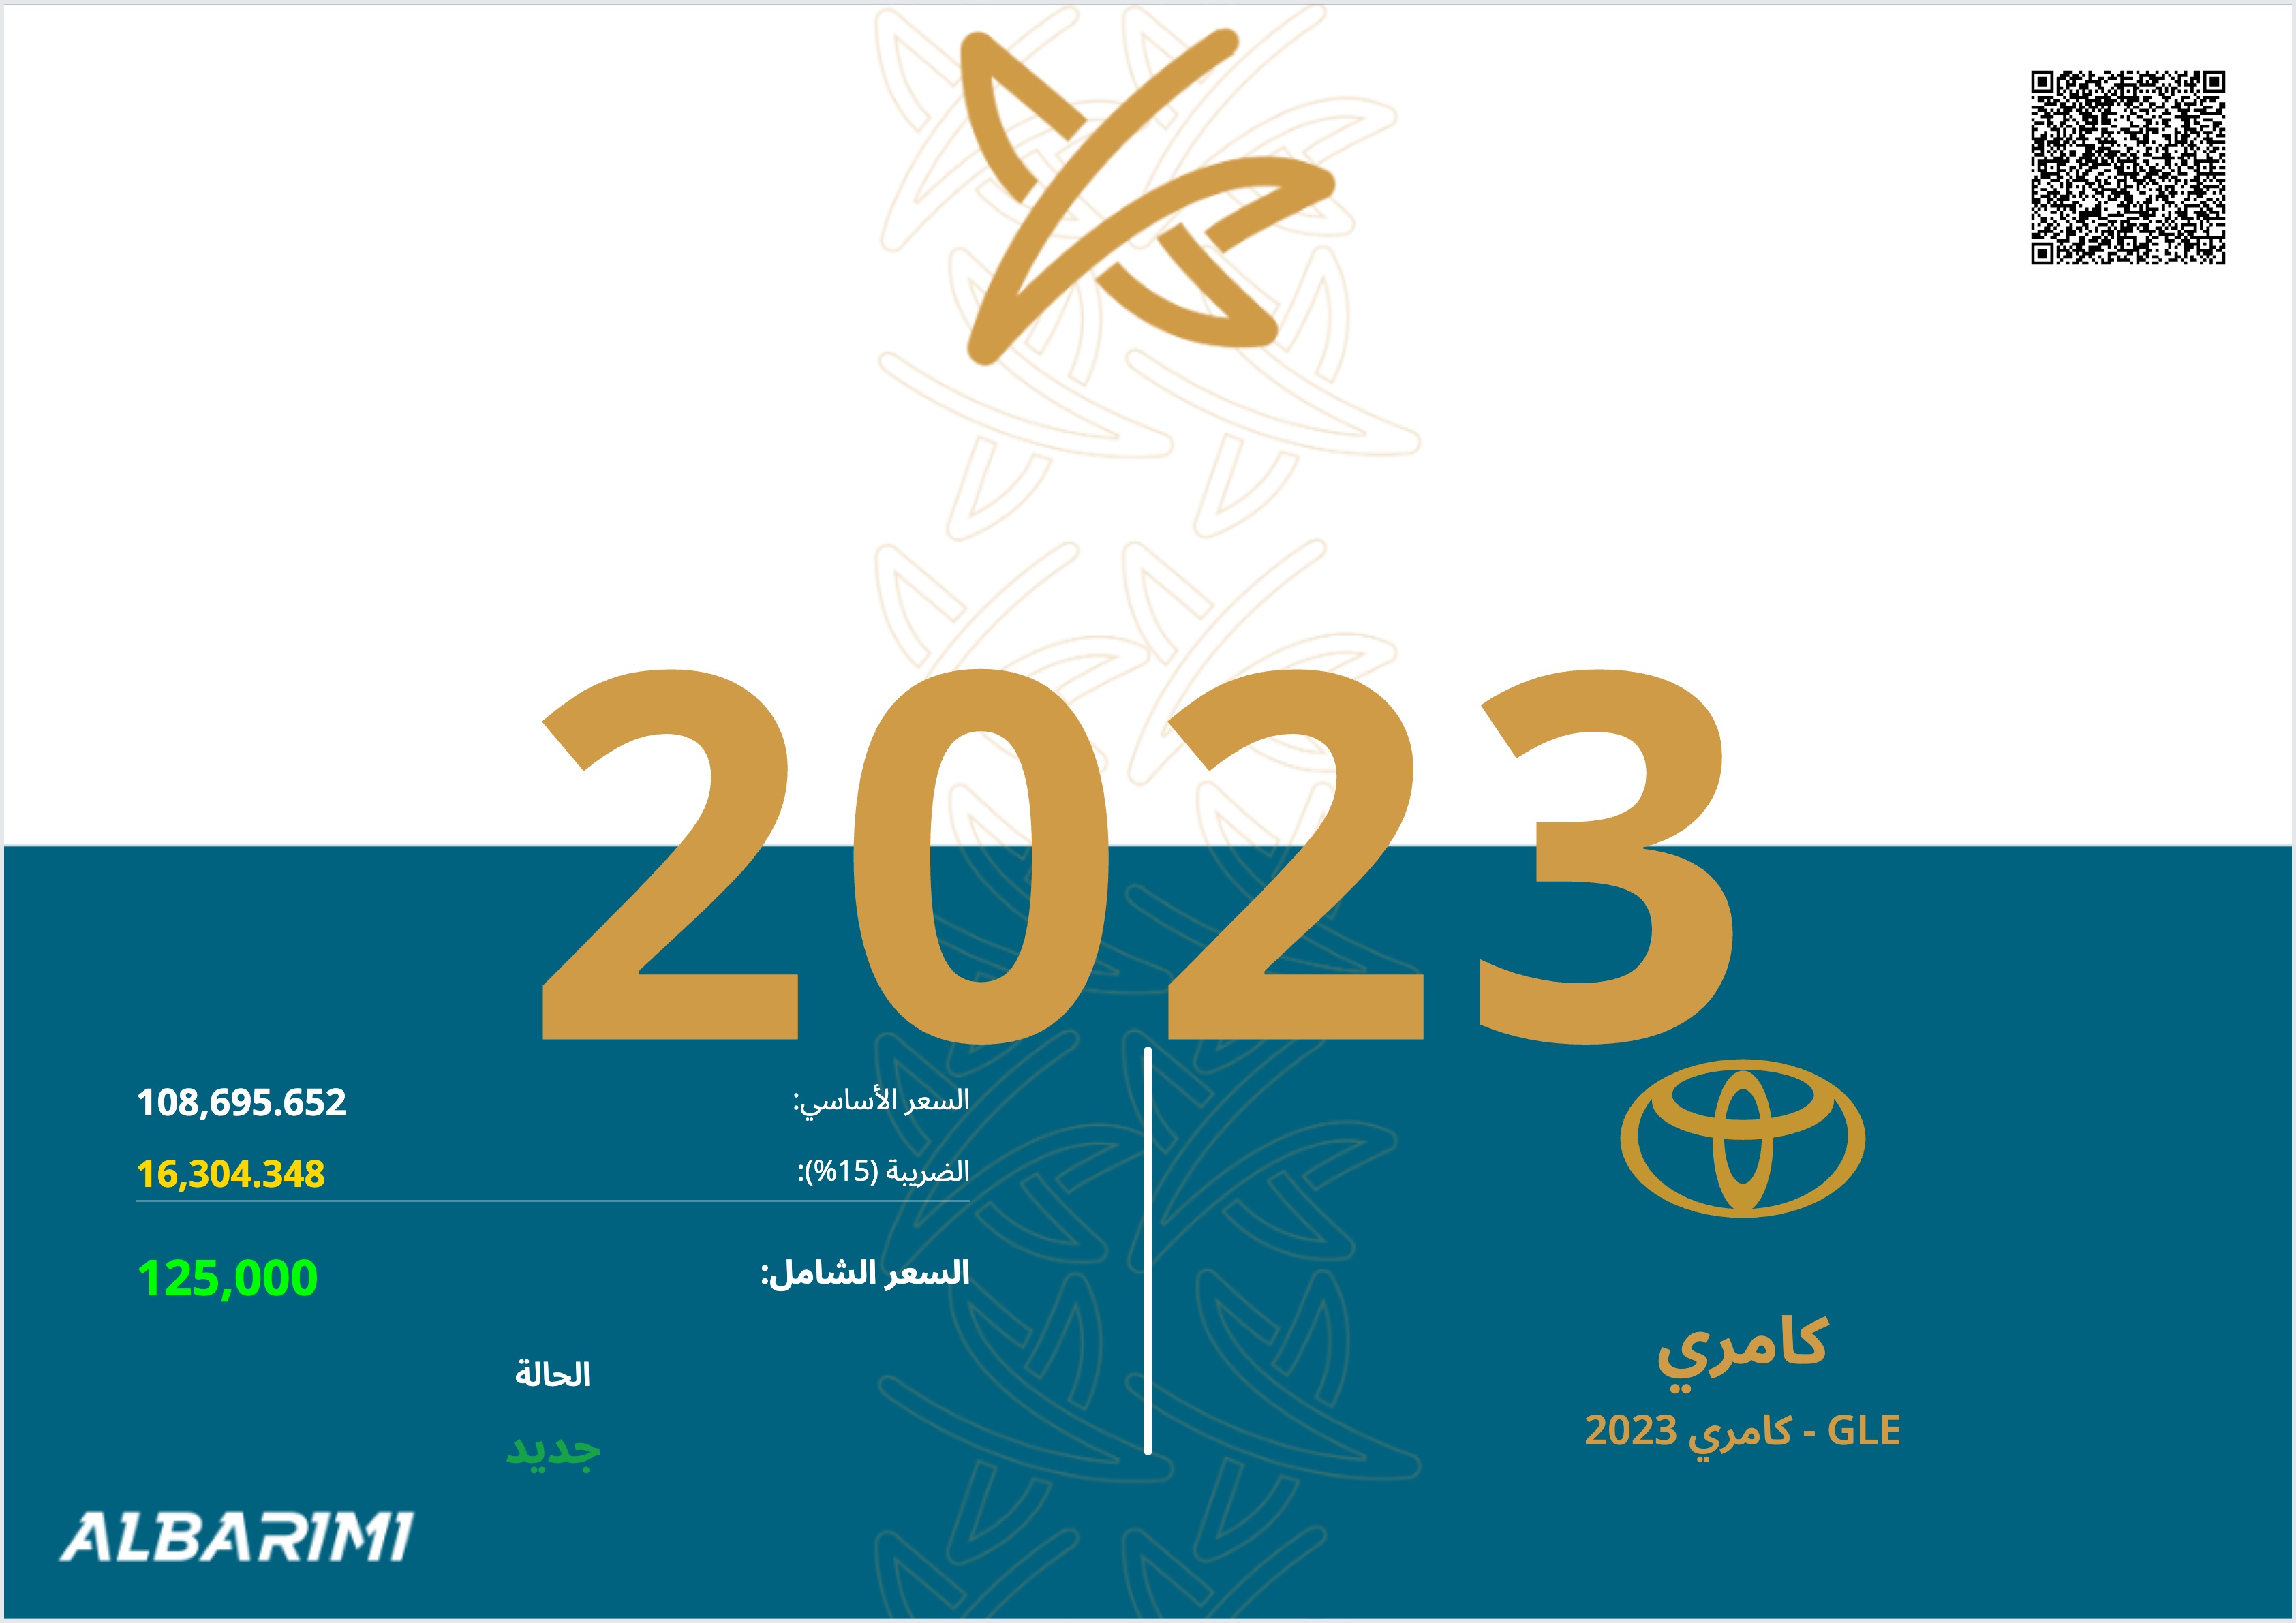 2023
كامري
GLE - كامري 2023
السعر الأساسي: 108,695.652
الضريبة (15%): 16,304.348
السعر الشامل: 125,000
الحالة
جديد
ALBARIMI